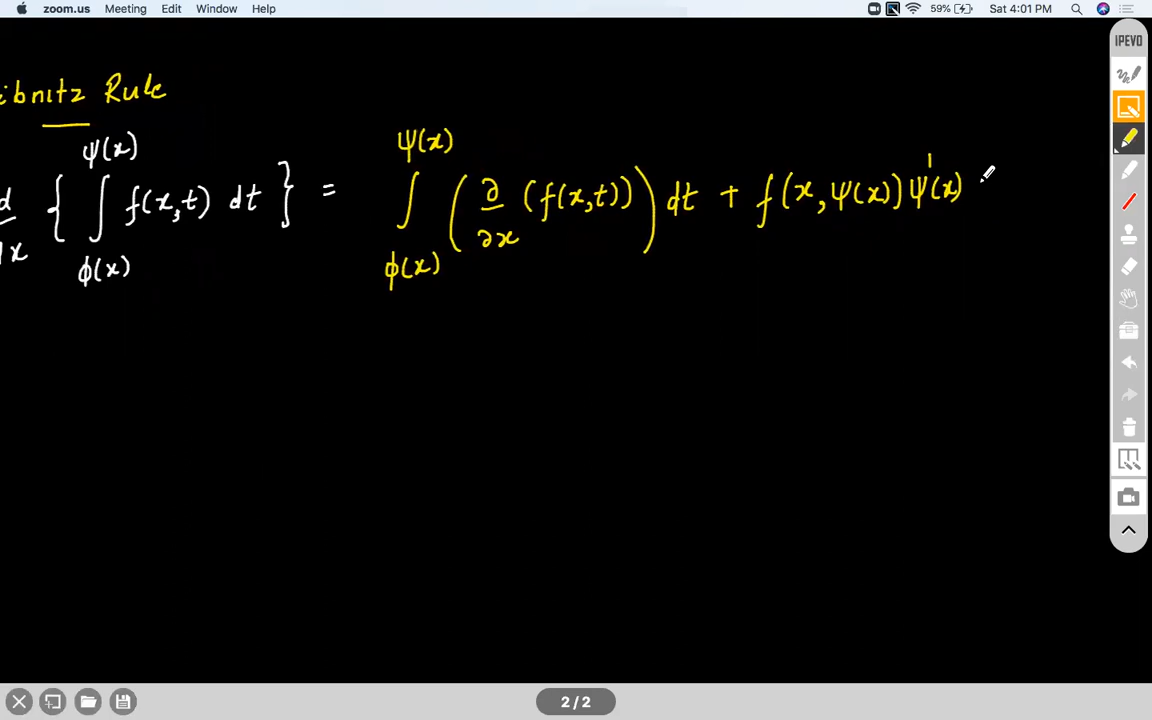 zoom.us Meeting Edit Window Help 59% Sat 4:01 PM
IPEVO
ibnitz Rule
d/dx { ∫_{ϕ(x)}^{ψ(x)} f(x,t) dt } = ∫_{ϕ(x)}^{ψ(x)} ( ∂/∂x (f(x,t)) ) dt + f(x,ψ(x)) ψ'(x)
2/2